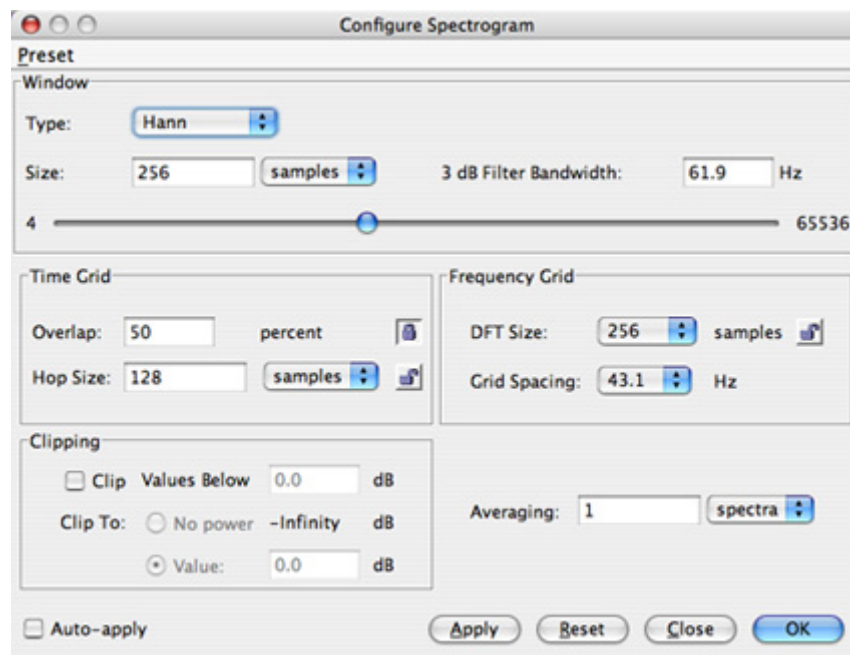 Configure Spectrogram
Preset
Window
Type: Hann
Size: 256 samples 3 dB Filter Bandwidth: 61.9 Hz
4 65536
Time Grid
Overlap: 50 percent
Hop Size: 128 samples
Frequency Grid
DFT Size: 256 samples
Grid Spacing: 43.1 Hz
Clipping
Clip Values Below 0.0 dB
Clip To: No power -Infinity dB
Value: 0.0 dB
Averaging: 1 spectra
Auto-apply Apply Reset Close OK